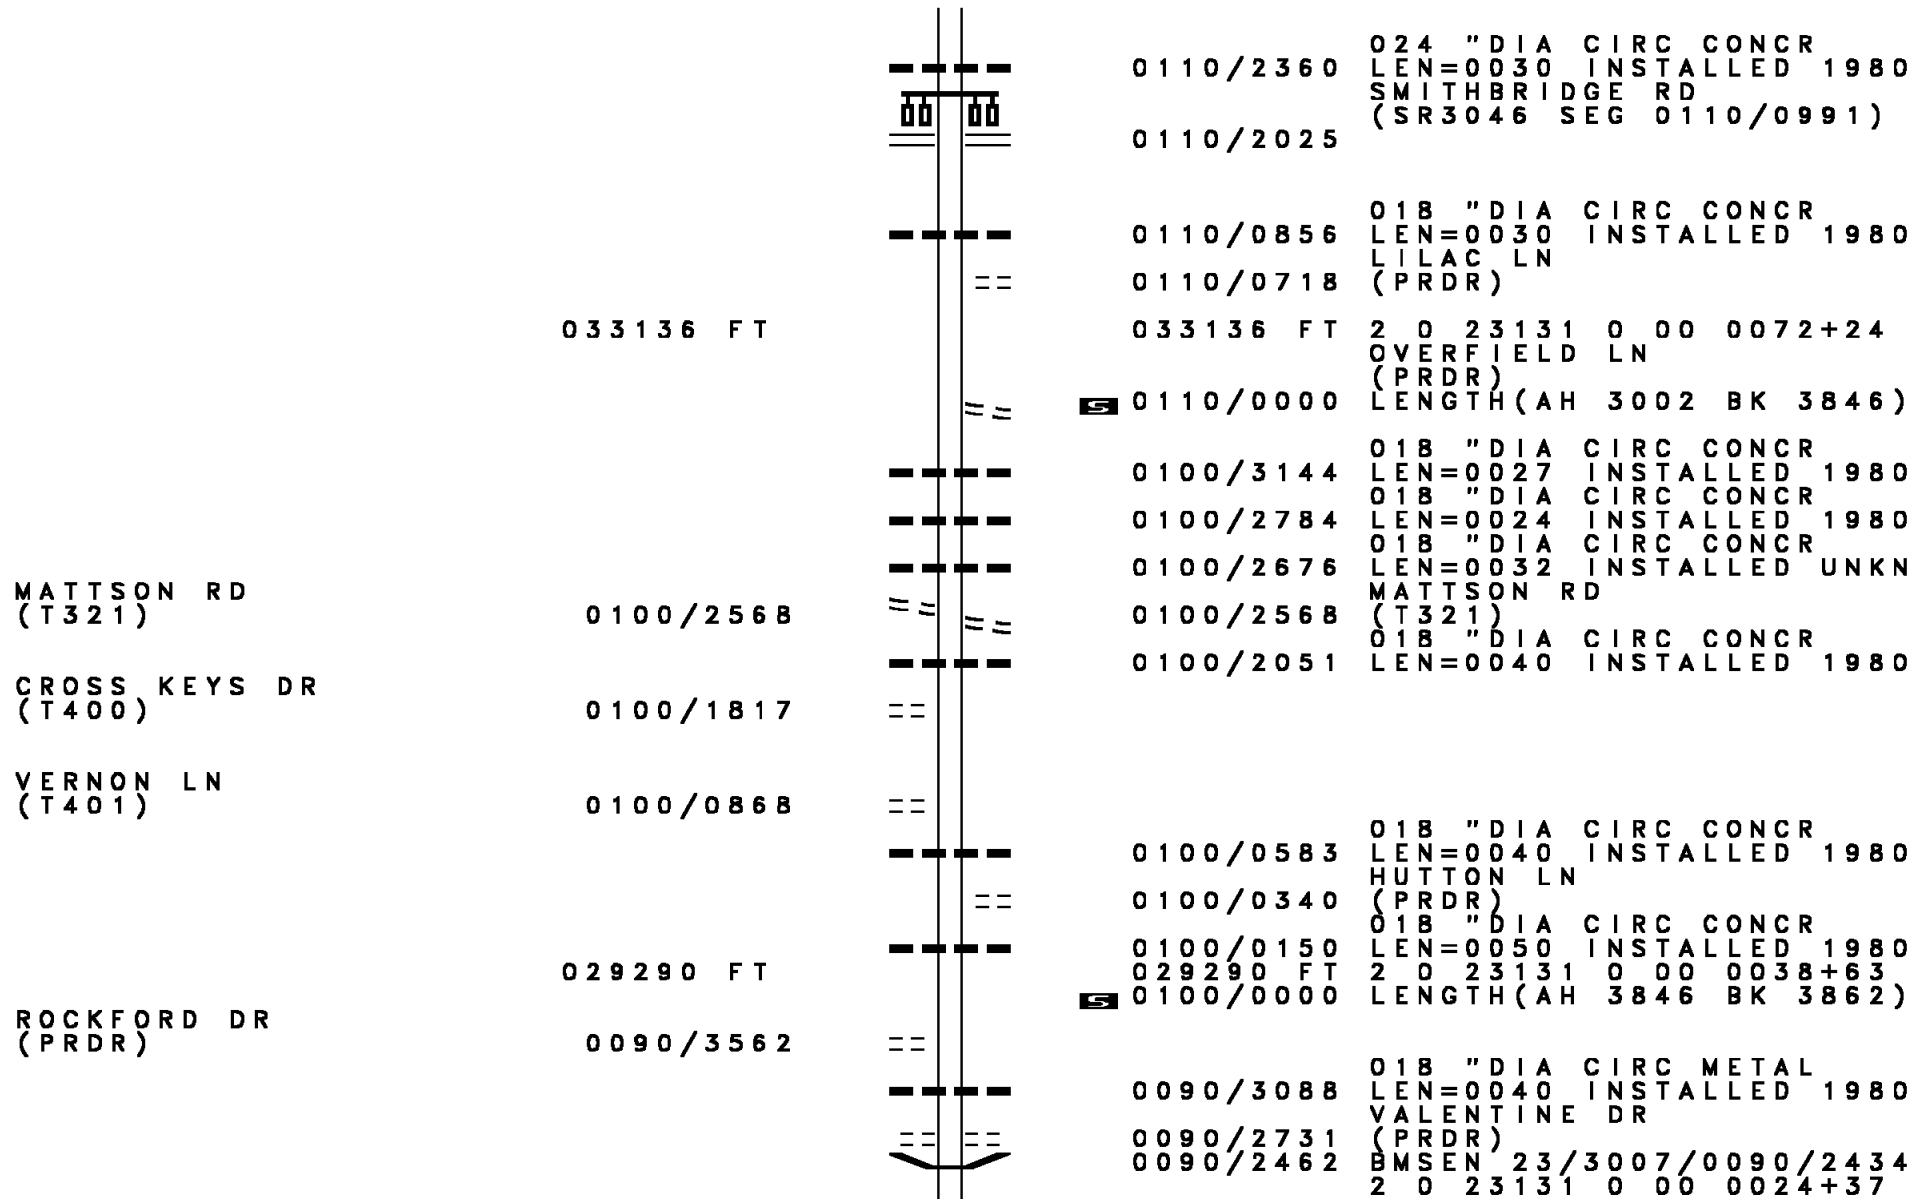 024 "DIA CIRC CONCR
0110/2360 LEN=0030 INSTALLED 1980
SMITHBRIDGE RD
(SR3046 SEG 0110/0991)
0110/2025
018 "DIA CIRC CONCR
0110/0856 LEN=0030 INSTALLED 1980
LILAC LN
0110/0718 (PRDR)
033136 FT 033136 FT 2 0 23131 0 00 0072+24
OVERFIELD LN
(PRDR)
S 0110/0000 LENGTH(AH 3002 BK 3846)
018 "DIA CIRC CONCR
0100/3144 LEN=0027 INSTALLED 1980
018 "DIA CIRC CONCR
0100/2784 LEN=0024 INSTALLED 1980
018 "DIA CIRC CONCR
0100/2676 LEN=0032 INSTALLED UNKN
MATTSON RD MATTSON RD
(T321) 0100/2568 0100/2568 (T321)
018 "DIA CIRC CONCR
0100/2051 LEN=0040 INSTALLED 1980
CROSS KEYS DR
(T400) 0100/1817
VERNON LN
(T401) 0100/0868
018 "DIA CIRC CONCR
0100/0583 LEN=0040 INSTALLED 1980
HUTTON LN
0100/0340 (PRDR)
018 "DIA CIRC CONCR
0100/0150 LEN=0050 INSTALLED 1980
029290 FT 029290 FT 2 0 23131 0 00 0038+63
S 0100/0000 LENGTH(AH 3846 BK 3862)
ROCKFORD DR
(PRDR) 0090/3562
018 "DIA CIRC METAL
0090/3088 LEN=0040 INSTALLED 1980
VALENTINE DR
0090/2731 (PRDR)
0090/2462 BMSEN 23/3007/0090/2434
2 0 23131 0 00 0024+37